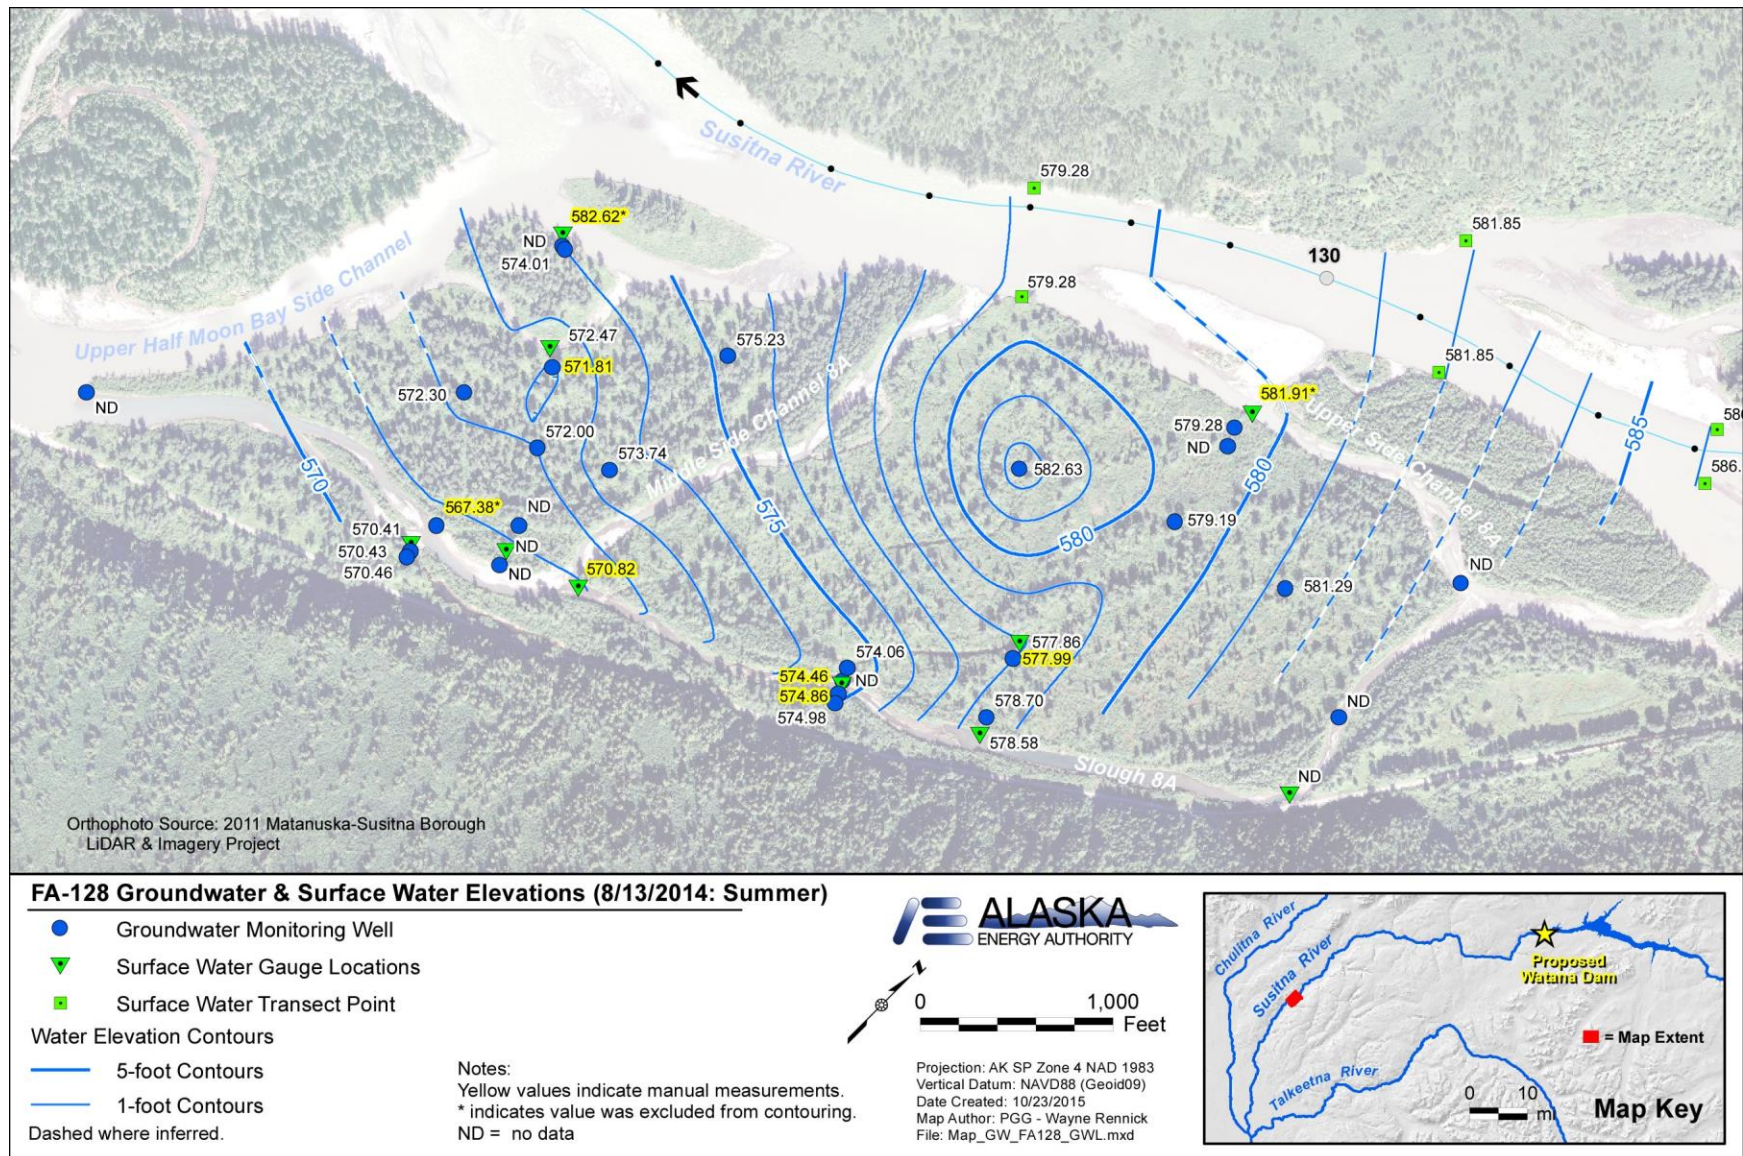 579.28
Susitna River
582.62*
ND
574.01
Upper Half Moon Bay Side Channel
581.85
130
579.28
572.47
571.81
575.23
581.85
572.30
ND
581.91*
579.28
ND
Upper Side Channel 8A
585
586.
572.00
573.74
Middle Side Channel 8A
582.63
580
570
567.38*
ND
575
580
579.19
570.41
570.43
570.46
ND
ND
570.82
581.29
ND
577.86
577.99
574.06
574.46
ND
574.86
574.98
578.70
578.58
ND
Slough 8A
ND
Orthophoto Source: 2011 Matanuska-Susitna Borough
LiDAR & Imagery Project
FA-128 Groundwater & Surface Water Elevations (8/13/2014: Summer)
Groundwater Monitoring Well
Surface Water Gauge Locations
Surface Water Transect Point
Water Elevation Contours
5-foot Contours
1-foot Contours
Dashed where inferred.
Notes:
Yellow values indicate manual measurements.
* indicates value was excluded from contouring.
ND = no data
ALASKA
ENERGY AUTHORITY
N
0 1,000
Feet
Projection: AK SP Zone 4 NAD 1983
Vertical Datum: NAVD88 (Geoid09)
Date Created: 10/23/2015
Map Author: PGG - Wayne Rennick
File: Map_GW_FA128_GWL.mxd
Chulitna River
Susitna River
Proposed
Watana Dam
= Map Extent
Talkeetna River
0 10
mi
Map Key